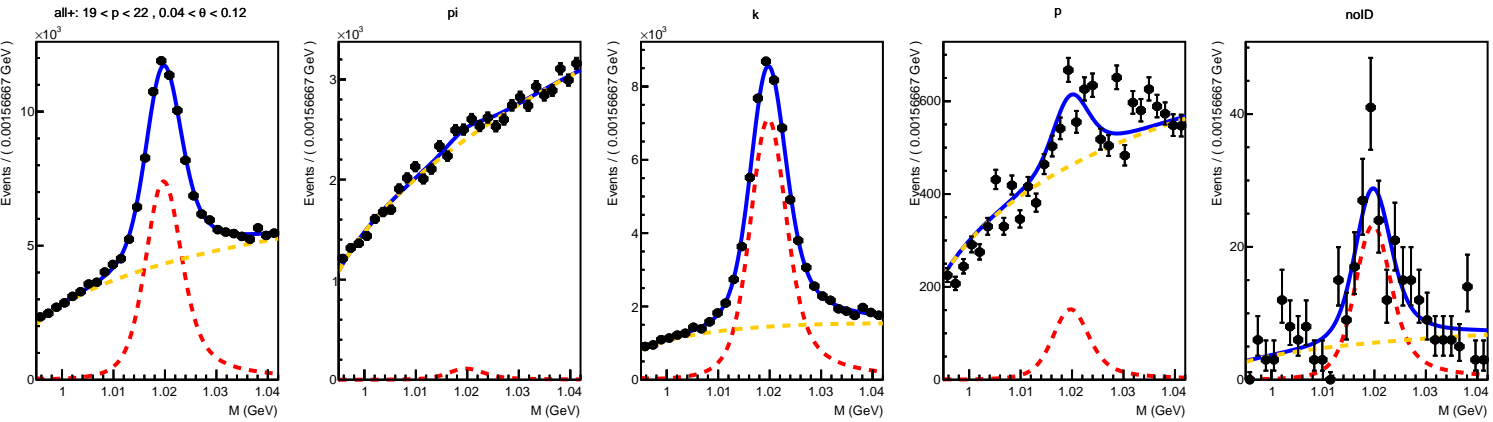 all+: 19 < p < 22 , 0.04 < θ < 0.12
×10³
Events / ( 0.00156667 GeV )
10
5
0
1 1.01 1.02 1.03 1.04
M (GeV)
pi
×10³
Events / ( 0.00156667 GeV )
3
2
1
0
1 1.01 1.02 1.03 1.04
M (GeV)
k
×10³
Events / ( 0.00156667 GeV )
8
6
4
2
0
1 1.01 1.02 1.03 1.04
M (GeV)
p
Events / ( 0.00156667 GeV )
600
400
200
0
1 1.01 1.02 1.03 1.04
M (GeV)
noID
Events / ( 0.00156667 GeV )
40
20
0
1 1.01 1.02 1.03 1.04
M (GeV)